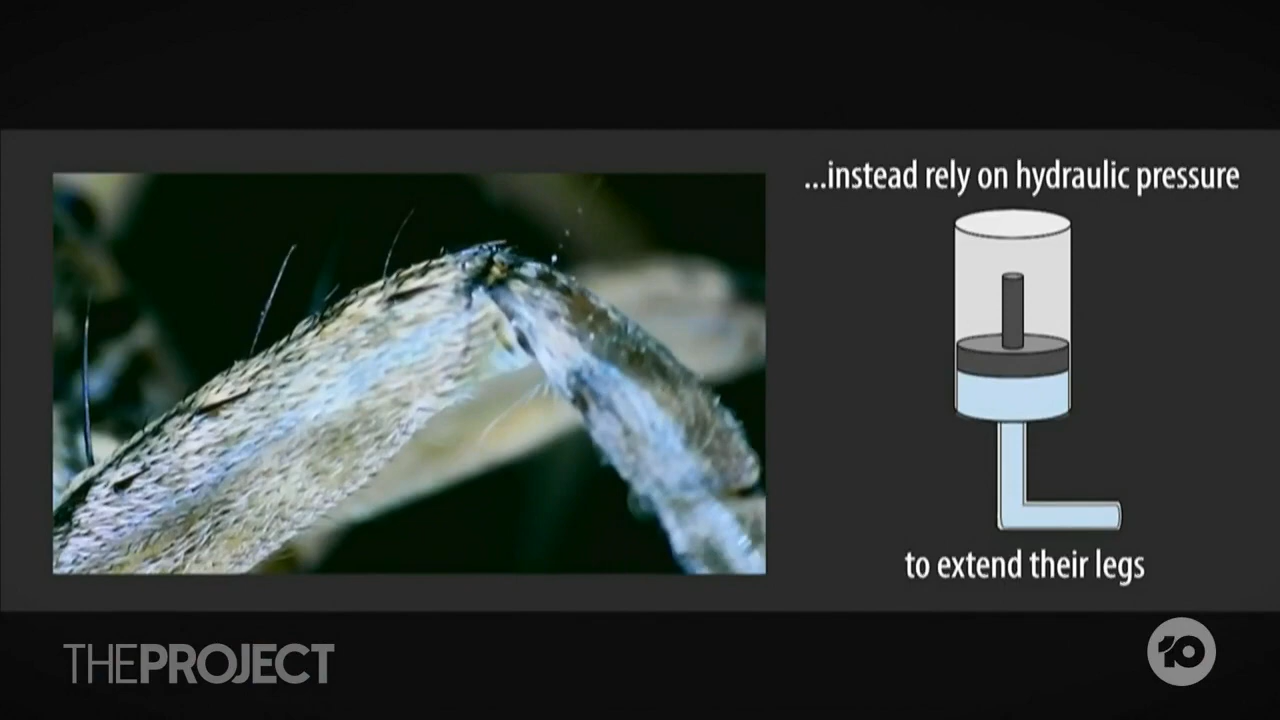 ...instead rely on hydraulic pressure
to extend their legs
THEPROJECT
10